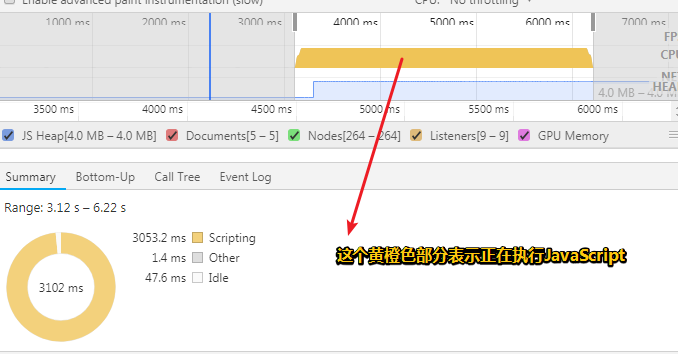 Enable advanced paint instrumentation (slow) CPU: No throttling
1000 ms 2000 ms 3000 ms 4000 ms 5000 ms 6000 ms 7000 ms
FP
CPU
NET
HEAP
4.0 MB – 4.0 M
3500 ms 4000 ms 4500 ms 5000 ms 5500 ms 6000 ms
JS Heap[4.0 MB – 4.0 MB] Documents[5 – 5] Nodes[264 – 264] Listeners[9 – 9] GPU Memory
Summary Bottom-Up Call Tree Event Log
Range: 3.12 s – 6.22 s
3053.2 ms Scripting
1.4 ms Other
47.6 ms Idle
3102 ms
这个黄橙色部分表示正在执行JavaScript